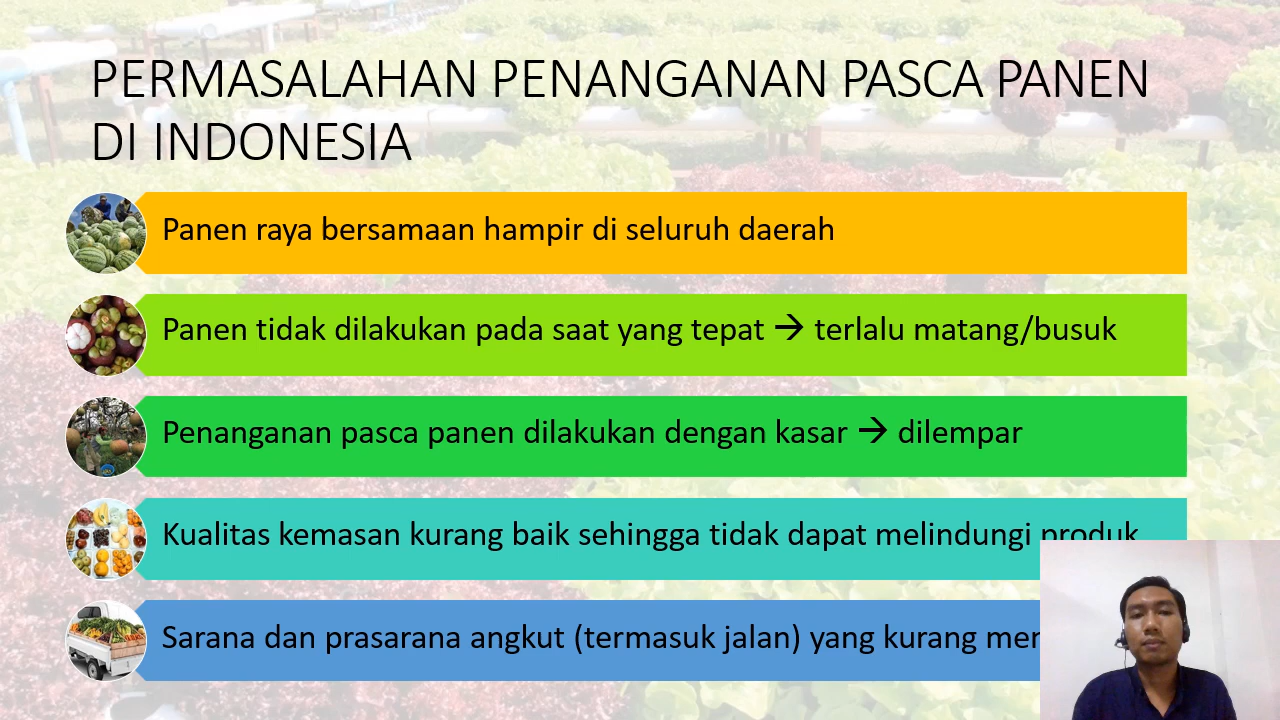 PERMASALAHAN PENANGANAN PASCA PANEN
DI INDONESIA
Panen raya bersamaan hampir di seluruh daerah
Panen tidak dilakukan pada saat yang tepat → terlalu matang/busuk
Penanganan pasca panen dilakukan dengan kasar → dilempar
Kualitas kemasan kurang baik sehingga tidak dapat melindungi produk
Sarana dan prasarana angkut (termasuk jalan) yang kurang